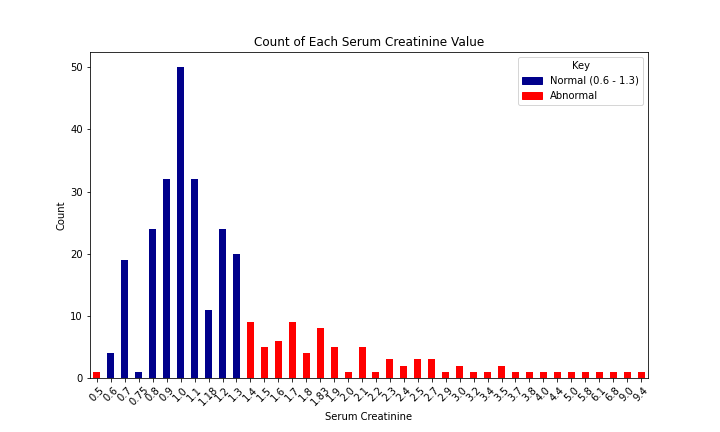 Count of Each Serum Creatinine Value
Key
Normal (0.6 - 1.3)
Abnormal
Count
50
40
30
20
10
0
0.5 0.6 0.7 0.75 0.8 0.9 1.0 1.1 1.18 1.2 1.3 1.4 1.5 1.6 1.7 1.8 1.83 1.9 2.0 2.1 2.2 2.3 2.4 2.5 2.7 2.9 3.0 3.2 3.4 3.5 3.7 3.8 4.0 4.4 5.0 5.8 6.1 6.8 9.0 9.4
Serum Creatinine